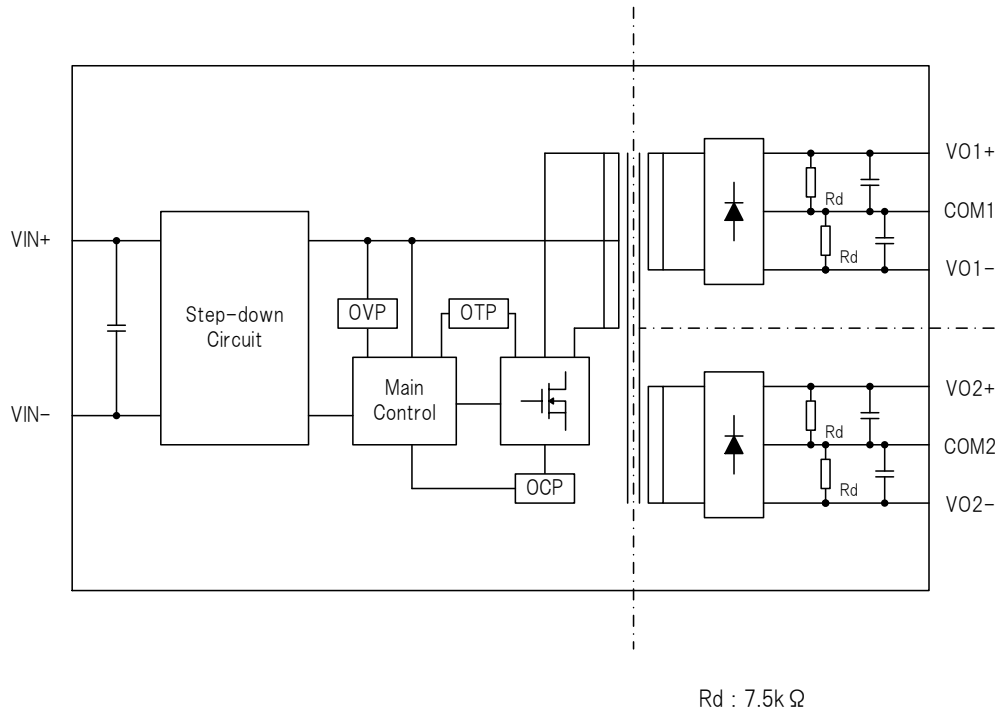 VO1+
Rd
COM1
VIN+
Rd
VO1-
OVP
OTP
Step-down
Circuit
Main
Control
VIN-
VO2+
Rd
COM2
Rd
OCP
VO2-
Rd : 7.5k Ω